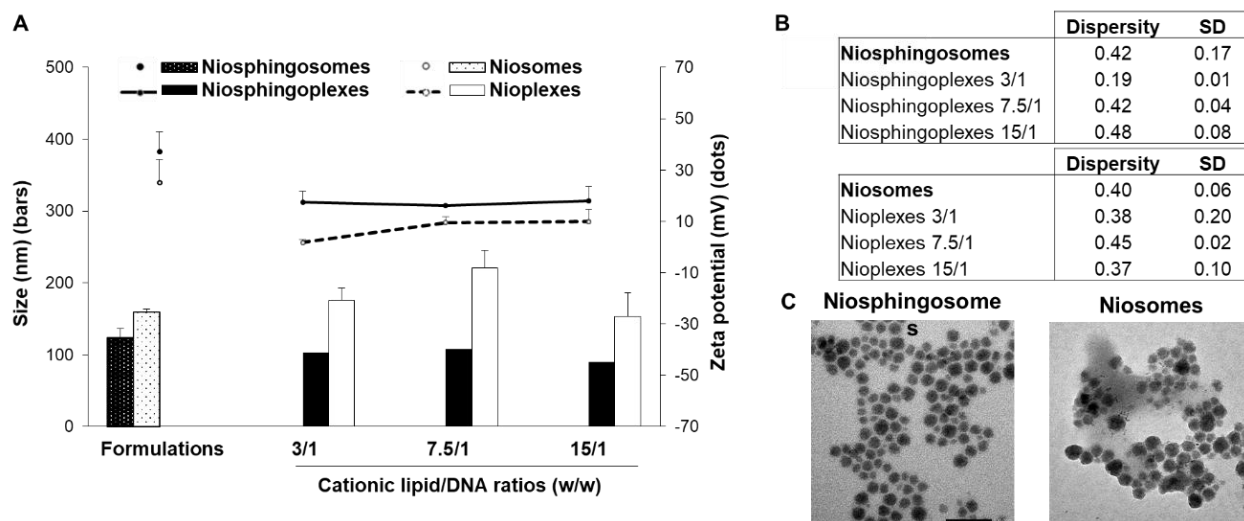 A
Size (nm) (bars)
500
400
300
200
100
0
Niosphingosomes
Niosomes
Niosphingoplexes
Nioplexes
70
50
30
10
-10
-30
-50
-70
Zeta potential (mV) (dots)
Formulations 3/1 7.5/1 15/1
Cationic lipid/DNA ratios (w/w)
B
Dispersity SD
Niosphingosomes 0.42 0.17
Niosphingoplexes 3/1 0.19 0.01
Niosphingoplexes 7.5/1 0.42 0.04
Niosphingoplexes 15/1 0.48 0.08
Dispersity SD
Niosomes 0.40 0.06
Nioplexes 3/1 0.38 0.20
Nioplexes 7.5/1 0.45 0.02
Nioplexes 15/1 0.37 0.10
C
Niosphingosome
s
Niosomes